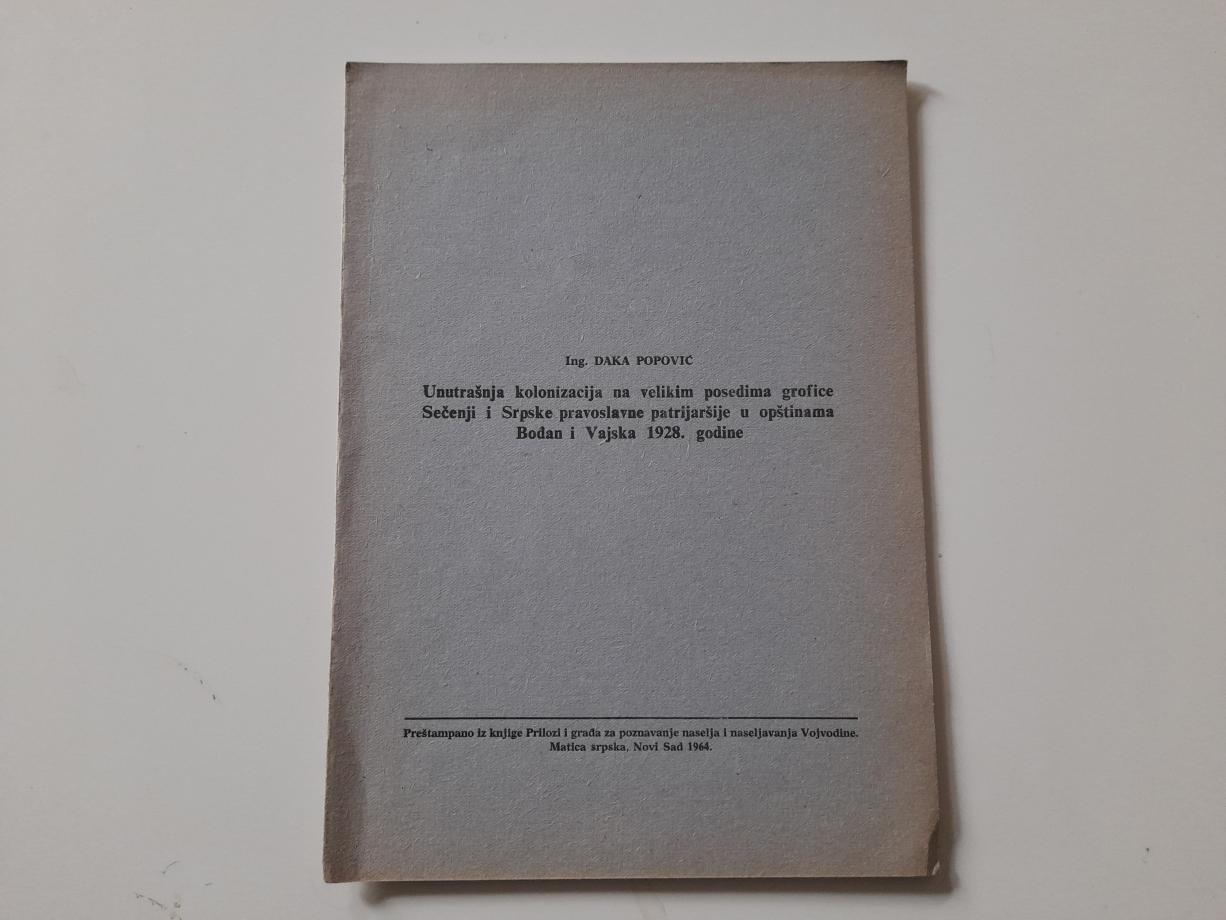 Ing. DAKA POPOVIĆ
Unutrašnja kolonizacija na velikim posedima grofice
Sečenji i Srpske pravoslavne patrijaršije u opštinama
Bođan i Vajska 1928. godine
Preštampano iz knjige Prilozi i građa za poznavanje naselja i naseljavanja Vojvodine.
Matica srpska, Novi Sad 1964.